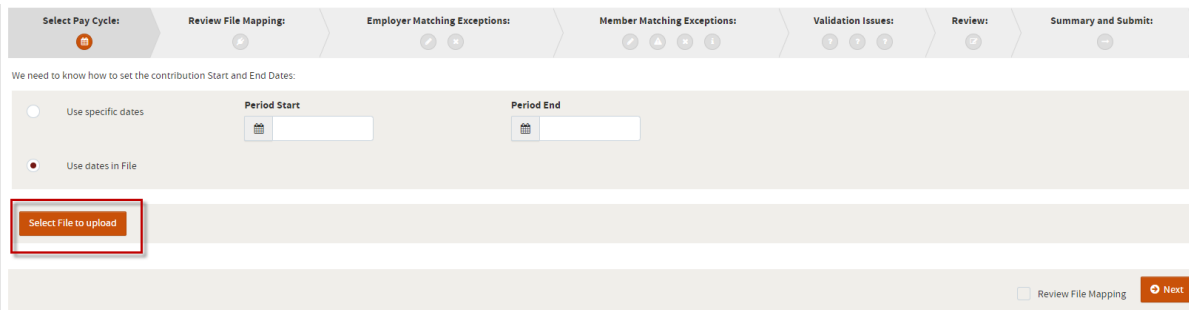 Select Pay Cycle:
Review File Mapping:
Employer Matching Exceptions:
Member Matching Exceptions:
Validation Issues:
Review:
Summary and Submit:
We need to know how to set the contribution Start and End Dates:
Period Start
Period End
Use specific dates
Use dates in File
Select File to upload
Review File Mapping
Next